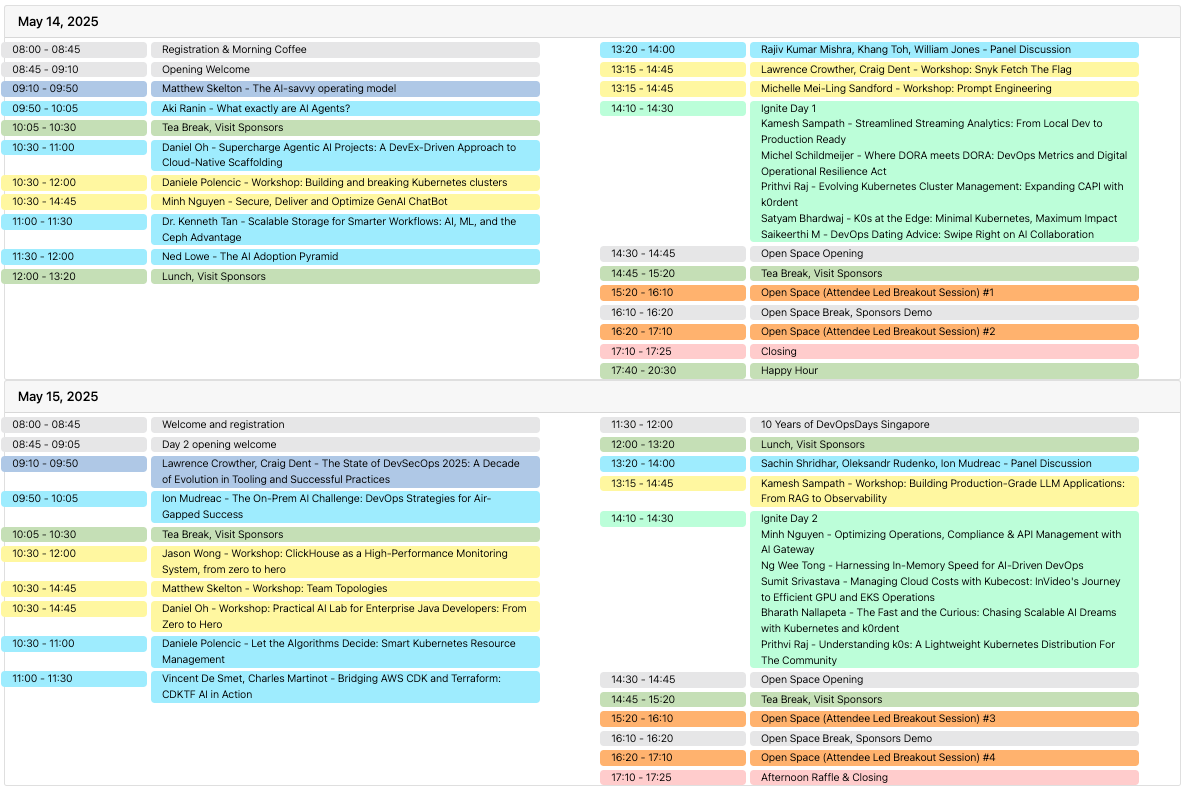 May 14, 2025
08:00 - 08:45 Registration & Morning Coffee
08:45 - 09:10 Opening Welcome
09:10 - 09:50 Matthew Skelton - The AI-savvy operating model
09:50 - 10:05 Aki Ranin - What exactly are AI Agents?
10:05 - 10:30 Tea Break, Visit Sponsors
10:30 - 11:00 Daniel Oh - Supercharge Agentic AI Projects: A DevEx-Driven Approach to
Cloud-Native Scaffolding
10:30 - 12:00 Daniele Polencic - Workshop: Building and breaking Kubernetes clusters
10:30 - 14:45 Minh Nguyen - Secure, Deliver and Optimize GenAI ChatBot
11:00 - 11:30 Dr. Kenneth Tan - Scalable Storage for Smarter Workflows: AI, ML, and the
Ceph Advantage
11:30 - 12:00 Ned Lowe - The AI Adoption Pyramid
12:00 - 13:20 Lunch, Visit Sponsors
13:20 - 14:00 Rajiv Kumar Mishra, Khang Toh, William Jones - Panel Discussion
13:15 - 14:45 Lawrence Crowther, Craig Dent - Workshop: Snyk Fetch The Flag
13:15 - 14:45 Michelle Mei-Ling Sandford - Workshop: Prompt Engineering
14:10 - 14:30 Ignite Day 1
Kamesh Sampath - Streamlined Streaming Analytics: From Local Dev to
Production Ready
Michel Schildmeijer - Where DORA meets DORA: DevOps Metrics and Digital
Operational Resilience Act
Prithvi Raj - Evolving Kubernetes Cluster Management: Expanding CAPI with
k0rdent
Satyam Bhardwaj - K0s at the Edge: Minimal Kubernetes, Maximum Impact
Saikeerthi M - DevOps Dating Advice: Swipe Right on AI Collaboration
14:30 - 14:45 Open Space Opening
14:45 - 15:20 Tea Break, Visit Sponsors
15:20 - 16:10 Open Space (Attendee Led Breakout Session) #1
16:10 - 16:20 Open Space Break, Sponsors Demo
16:20 - 17:10 Open Space (Attendee Led Breakout Session) #2
17:10 - 17:25 Closing
17:40 - 20:30 Happy Hour
May 15, 2025
08:00 - 08:45 Welcome and registration
08:45 - 09:05 Day 2 opening welcome
09:10 - 09:50 Lawrence Crowther, Craig Dent - The State of DevSecOps 2025: A Decade
of Evolution in Tooling and Successful Practices
09:50 - 10:05 Ion Mudreac - The On-Prem AI Challenge: DevOps Strategies for Air-
Gapped Success
10:05 - 10:30 Tea Break, Visit Sponsors
10:30 - 12:00 Jason Wong - Workshop: ClickHouse as a High-Performance Monitoring
System, from zero to hero
10:30 - 14:45 Matthew Skelton - Workshop: Team Topologies
10:30 - 14:45 Daniel Oh - Workshop: Practical AI Lab for Enterprise Java Developers: From
Zero to Hero
10:30 - 11:00 Daniele Polencic - Let the Algorithms Decide: Smart Kubernetes Resource
Management
11:00 - 11:30 Vincent De Smet, Charles Martinot - Bridging AWS CDK and Terraform:
CDKTF AI in Action
11:30 - 12:00 10 Years of DevOpsDays Singapore
12:00 - 13:20 Lunch, Visit Sponsors
13:20 - 14:00 Sachin Shridhar, Oleksandr Rudenko, Ion Mudreac - Panel Discussion
13:15 - 14:45 Kamesh Sampath - Workshop: Building Production-Grade LLM Applications:
From RAG to Observability
14:10 - 14:30 Ignite Day 2
Minh Nguyen - Optimizing Operations, Compliance & API Management with
AI Gateway
Ng Wee Tong - Harnessing In-Memory Speed for AI-Driven DevOps
Sumit Srivastava - Managing Cloud Costs with Kubecost: InVideo's Journey
to Efficient GPU and EKS Operations
Bharath Nallapeta - The Fast and the Curious: Chasing Scalable AI Dreams
with Kubernetes and k0rdent
Prithvi Raj - Understanding k0s: A Lightweight Kubernetes Distribution For
The Community
14:30 - 14:45 Open Space Opening
14:45 - 15:20 Tea Break, Visit Sponsors
15:20 - 16:10 Open Space (Attendee Led Breakout Session) #3
16:10 - 16:20 Open Space Break, Sponsors Demo
16:20 - 17:10 Open Space (Attendee Led Breakout Session) #4
17:10 - 17:25 Afternoon Raffle & Closing